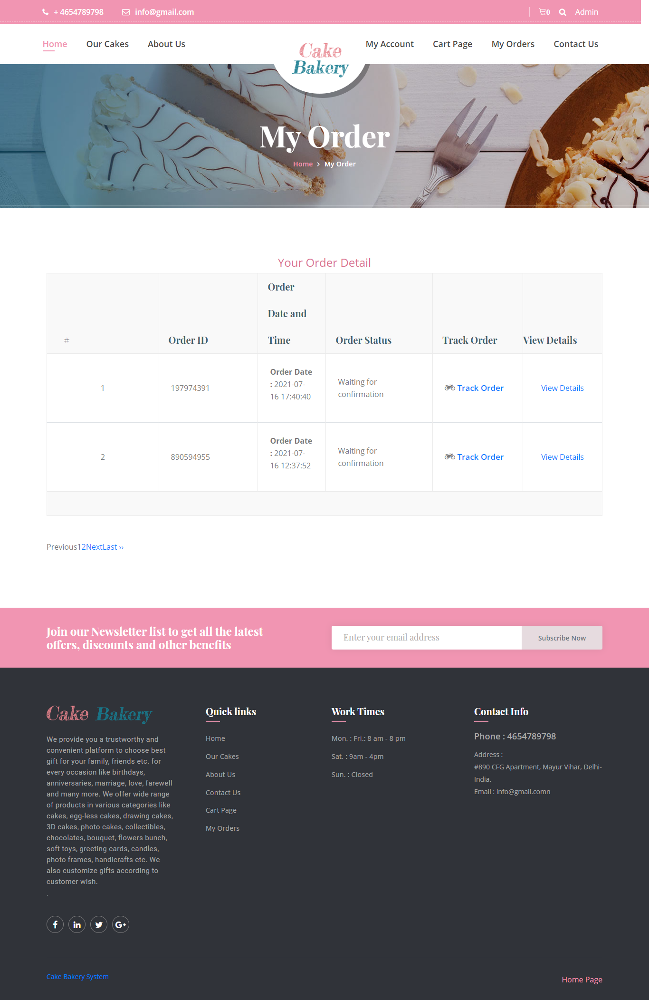 + 4654789798 info@gmail.com 0 Admin
Home Our Cakes About Us Cake Bakery My Account Cart Page My Orders Contact Us
My Order
Home > My Order
Your Order Detail
# Order ID Order Date and Time Order Status Track Order View Details
1 197974391 Order Date : 2021-07-16 17:40:40 Waiting for confirmation Track Order View Details
2 890594955 Order Date : 2021-07-16 12:37:52 Waiting for confirmation Track Order View Details
Previous12NextLast ››
Join our Newsletter list to get all the latest
offers, discounts and other benefits
Enter your email address Subscribe Now
Cake Bakery
We provide you a trustworthy and
convenient platform to choose best
gift for your family, friends etc. for
every occasion like birthdays,
anniversaries, marriage, love, farewell
and many more. We offer wide range
of products in various categories like
cakes, egg-less cakes, drawing cakes,
3D cakes, photo cakes, collectibles,
chocolates, bouquet, flowers bunch,
soft toys, greeting cards, candles,
photo frames, handicrafts etc. We
also customize gifts according to
customer wish.
.
f in G+
Quick links
Home
Our Cakes
About Us
Contact Us
Cart Page
My Orders
Work Times
Mon. : Fri.: 8 am - 8 pm
Sat. : 9am - 4pm
Sun. : Closed
Contact Info
Phone : 4654789798
Address :
#890 CFG Apartment, Mayur Vihar, Delhi-
India.
Email : info@gmail.comn
Cake Bakery System
Home Page